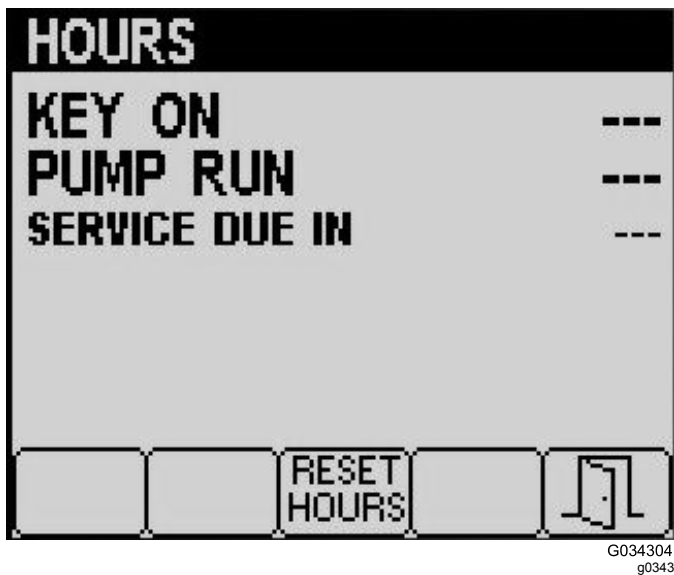 HOURS
KEY ON ---
PUMP RUN ---
SERVICE DUE IN ---
RESET
HOURS
G034304
g0343